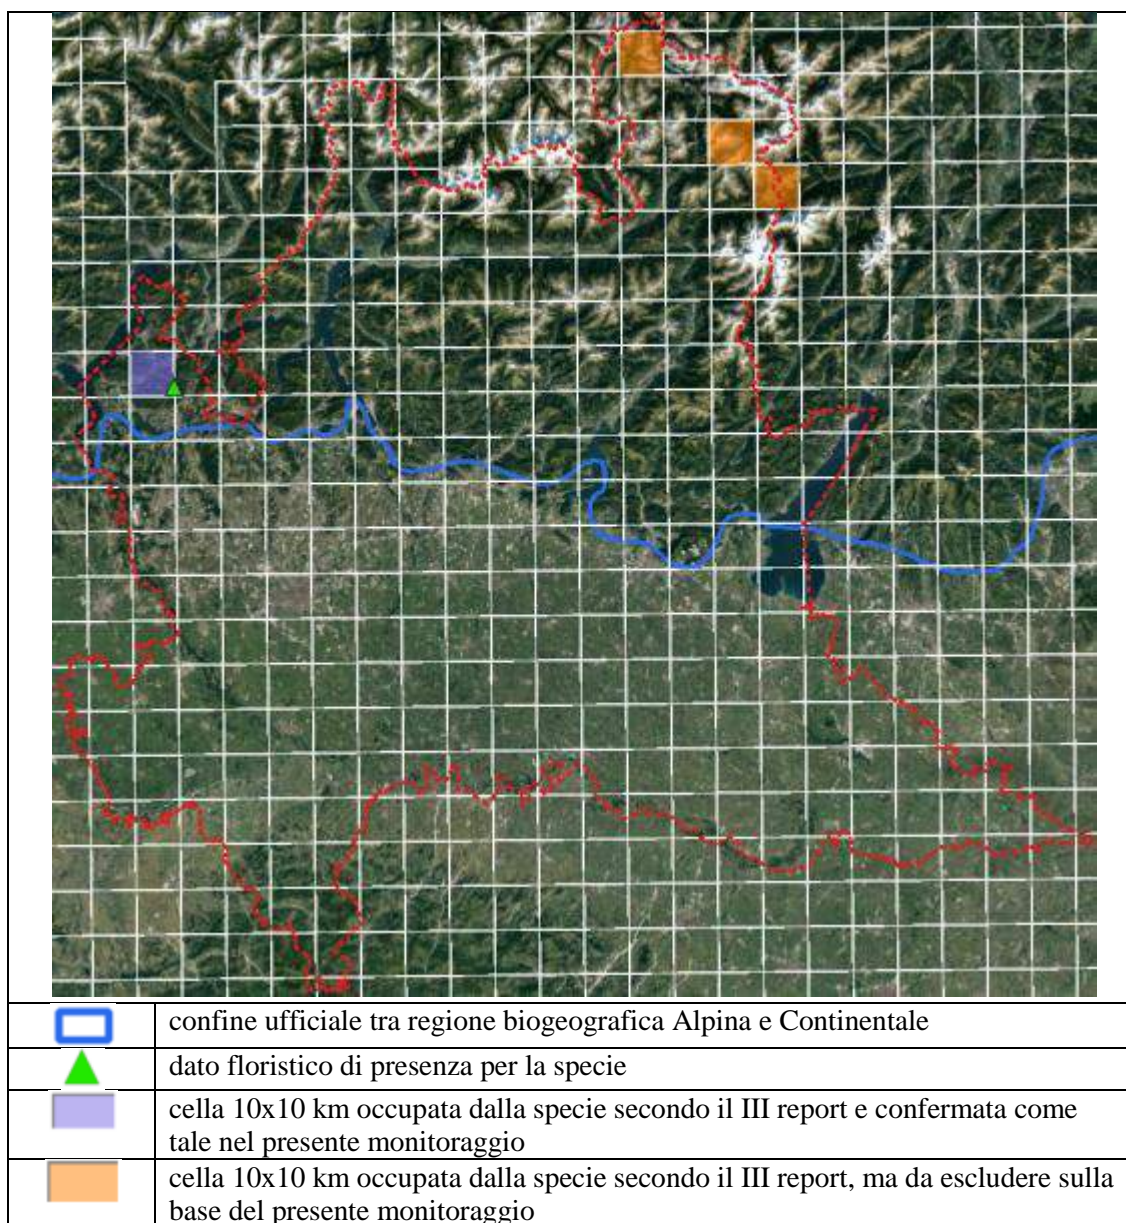 confine ufficiale tra regione biogeografica Alpina e Continentale
dato floristico di presenza per la specie
cella 10x10 km occupata dalla specie secondo il III report e confermata come
tale nel presente monitoraggio
cella 10x10 km occupata dalla specie secondo il III report, ma da escludere sulla
base del presente monitoraggio